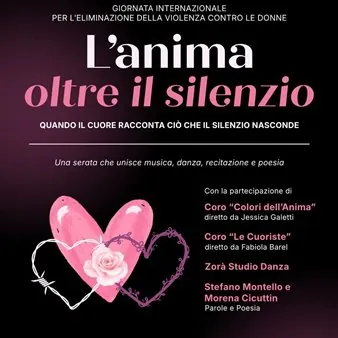 GIORNATA INTERNAZIONALE
PER L'ELIMINAZIONE DELLA VIOLENZA CONTRO LE DONNE
L'anima
oltre il silenzio
QUANDO IL CUORE RACCONTA CIÒ CHE IL SILENZIO NASCONDE
Una serata che unisce musica, danza, recitazione e poesia
Con la partecipazione di
Coro “Colori dell'Anima”
diretto da Jessica Galetti
Coro “Le Cuoriste”
diretto da Fabiola Barel
Zorà Studio Danza
Stefano Montello e
Morena Cicuttin
Parole e Poesia